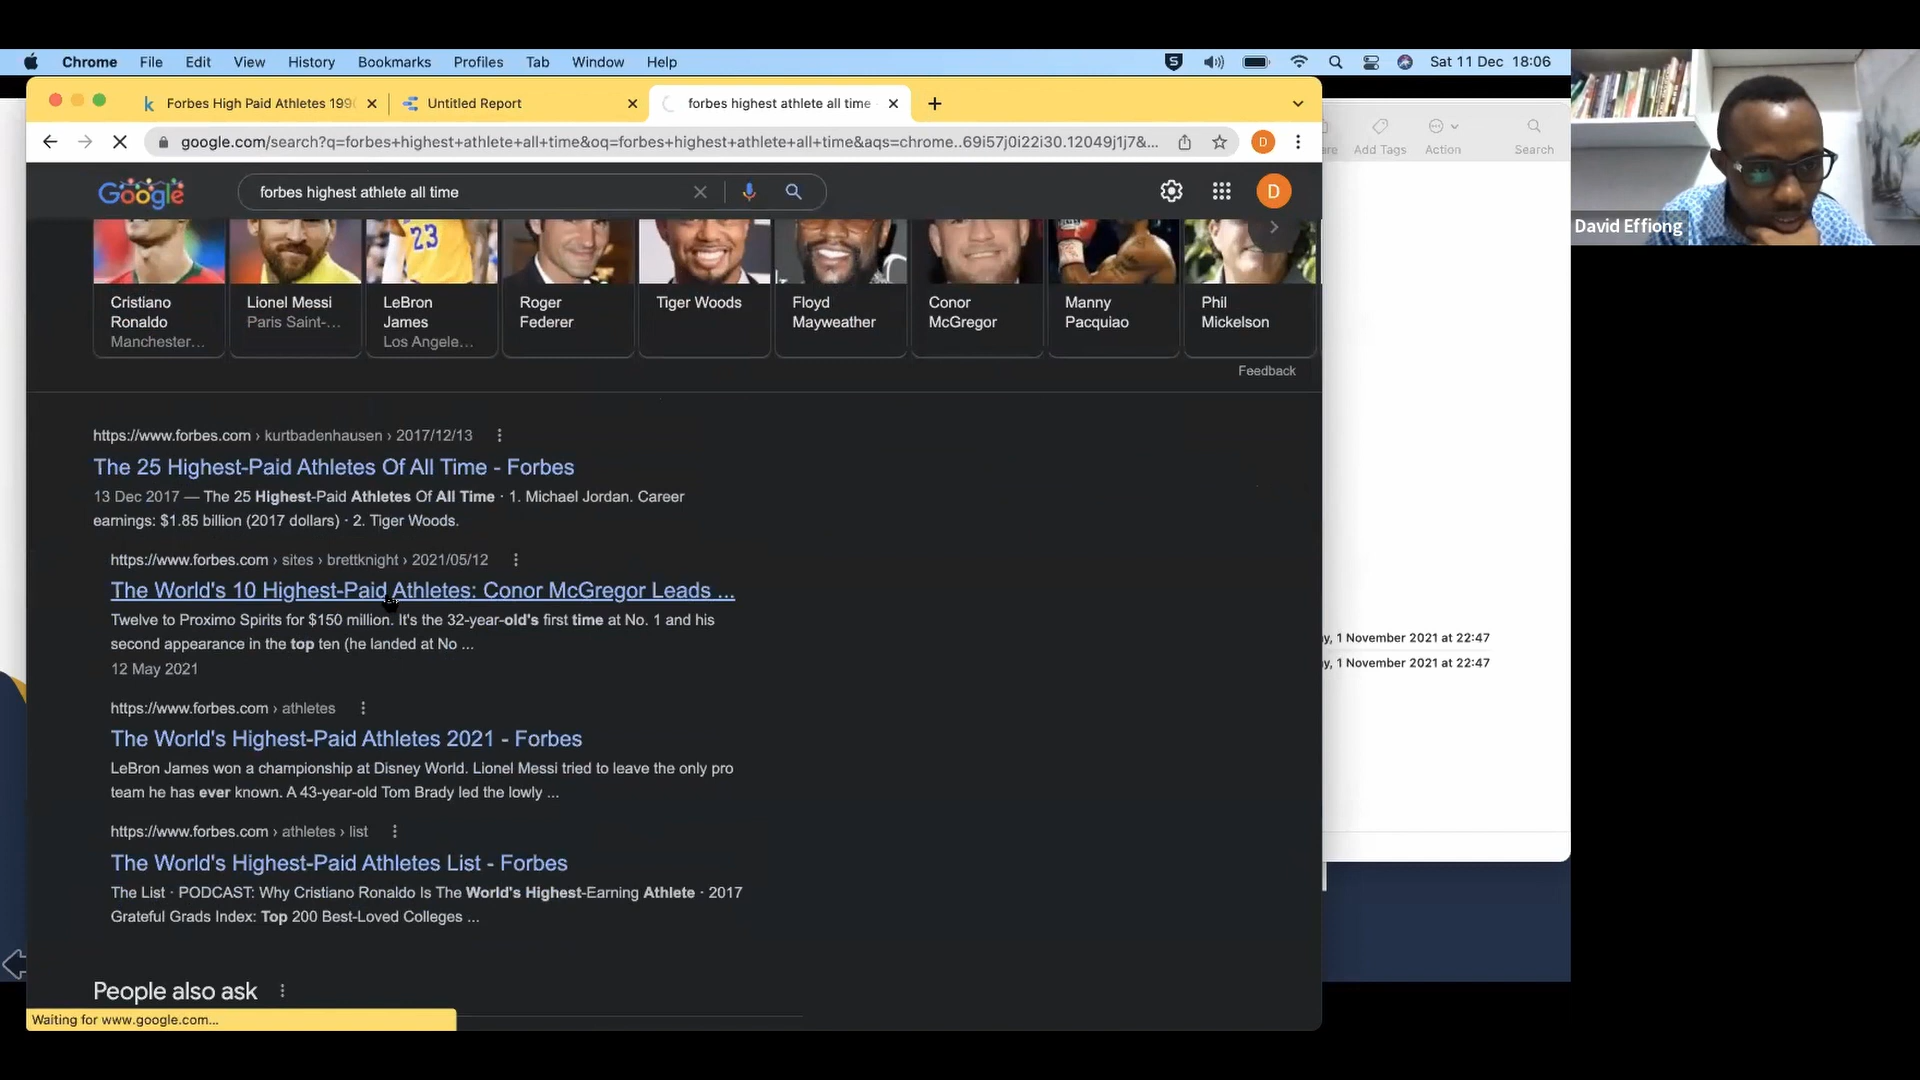 Chrome File Edit View History Bookmarks Profiles Tab Window Help Sat 11 Dec 18:06
Forbes High Paid Athletes 199 Untitled Report forbes highest athlete all time
google.com/search?q=forbes+highest+athlete+all+time&oq=forbes+highest+athlete+all+time&aqs=chrome..69i57j0i22i30.12049j1j7&... D
Google forbes highest athlete all time D
Add Tags Action Search
David Effiong
23
Cristiano Ronaldo Manchester...
Lionel Messi Paris Saint-...
LeBron James Los Angele...
Roger Federer
Tiger Woods
Floyd Mayweather
Conor McGregor
Manny Pacquiao
Phil Mickelson
Feedback
https://www.forbes.com › kurtbadenhausen › 2017/12/13
The 25 Highest-Paid Athletes Of All Time - Forbes
13 Dec 2017 — The 25 Highest-Paid Athletes Of All Time · 1. Michael Jordan. Career
earnings: $1.85 billion (2017 dollars) · 2. Tiger Woods.
https://www.forbes.com › sites › brettknight › 2021/05/12
The World's 10 Highest-Paid Athletes: Conor McGregor Leads ...
Twelve to Proximo Spirits for $150 million. It's the 32-year-old's first time at No. 1 and his
second appearance in the top ten (he landed at No ...
12 May 2021
https://www.forbes.com › athletes
The World's Highest-Paid Athletes 2021 - Forbes
LeBron James won a championship at Disney World. Lionel Messi tried to leave the only pro
team he has ever known. A 43-year-old Tom Brady led the lowly ...
https://www.forbes.com › athletes › list
The World's Highest-Paid Athletes List - Forbes
The List · PODCAST: Why Cristiano Ronaldo Is The World's Highest-Earning Athlete · 2017
Grateful Grads Index: Top 200 Best-Loved Colleges ...
People also ask
Waiting for www.google.com...
1 November 2021 at 22:47
1 November 2021 at 22:47